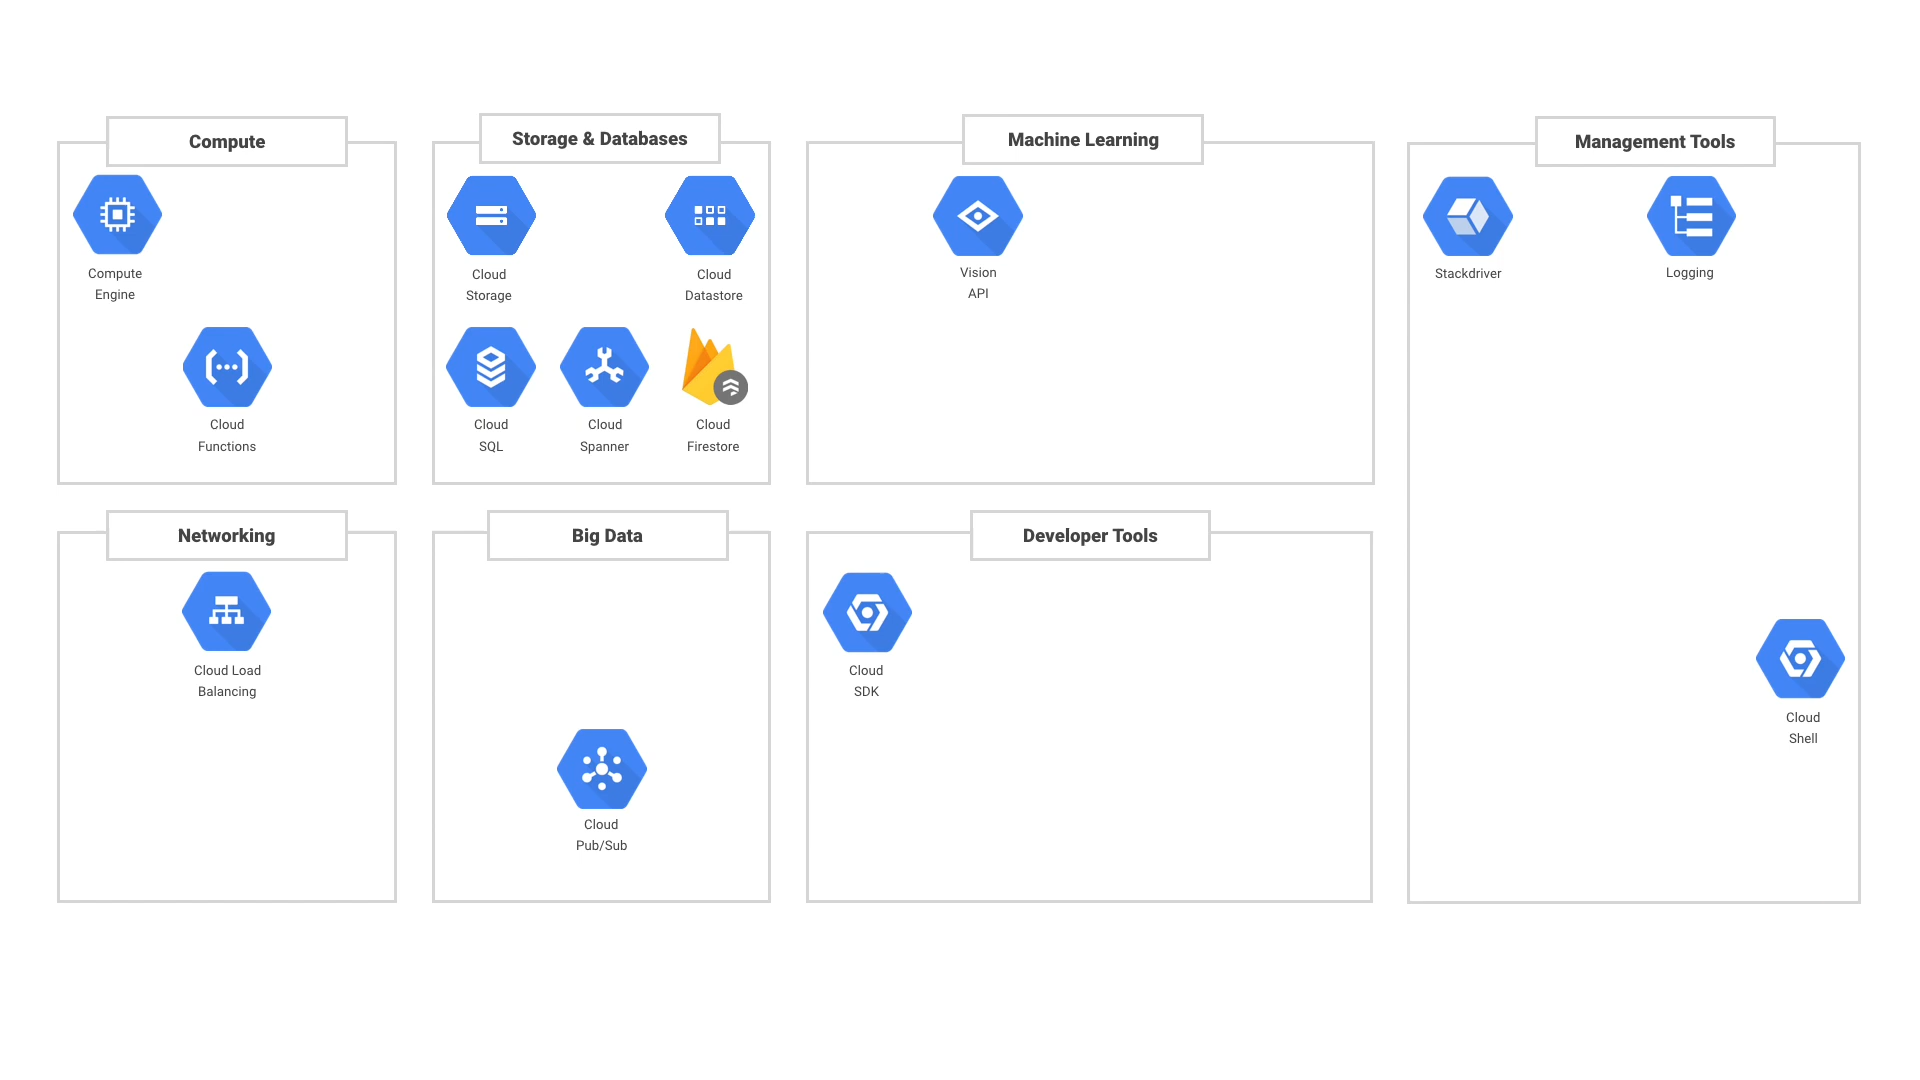 Compute
Compute
Engine
Cloud
Functions
Storage & Databases
Cloud
Storage
Cloud
Datastore
Cloud
SQL
Cloud
Spanner
Cloud
Firestore
Machine Learning
Vision
API
Management Tools
Stackdriver
Logging
Cloud
Shell
Networking
Cloud Load
Balancing
Big Data
Cloud
Pub/Sub
Developer Tools
Cloud
SDK